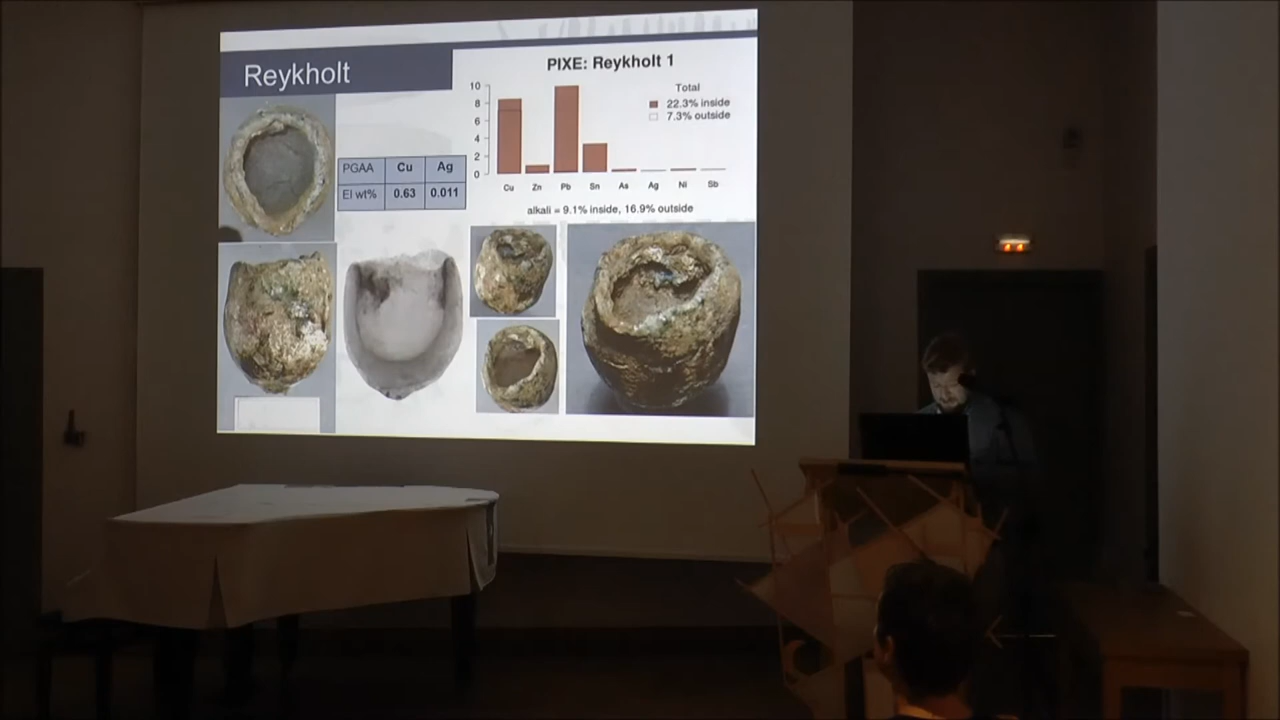 Reykholt
PIXE: Reykholt 1
Total
22.3% inside
7.3% outside
10
8
6
4
2
0
Cu Zn Pb Sn As Ag Ni Sb
alkali = 9.1% inside, 16.9% outside
PGAA Cu Ag
El wt% 0.63 0.011